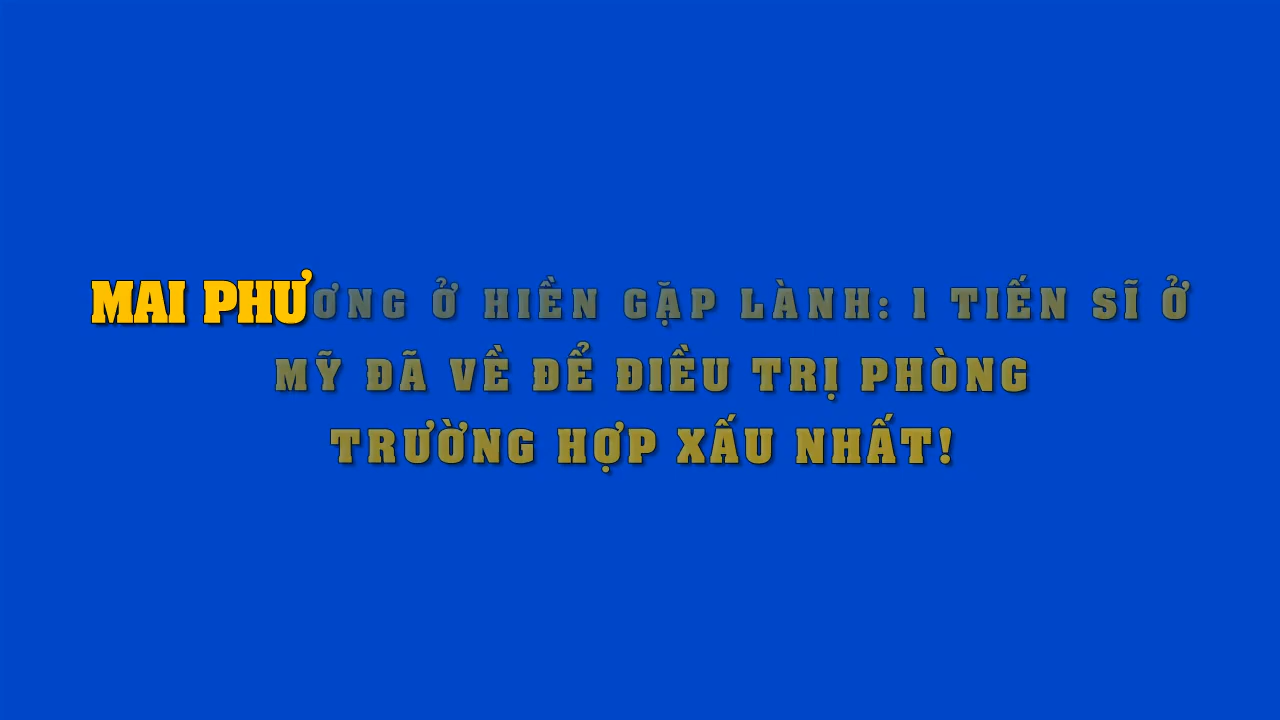 MAI PHƯƠNG Ở HIỀN GẶP LÀNH: 1 TIẾN SĨ Ở
MỸ ĐÃ VỀ ĐỂ ĐIỀU TRỊ PHÒNG
TRƯỜNG HỢP XẤU NHẤT!